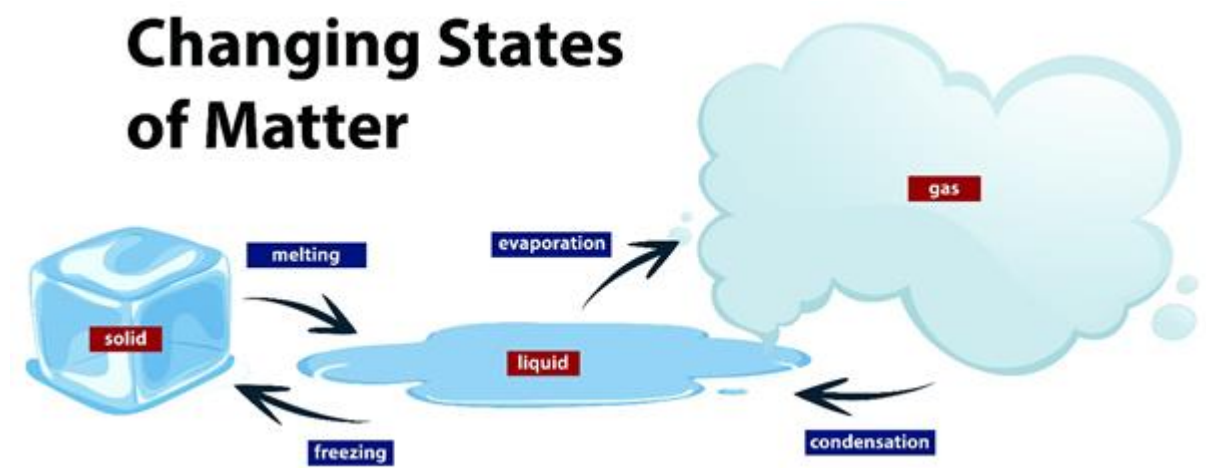 Changing States
of Matter
gas
evaporation
melting
solid
liquid
condensation
freezing